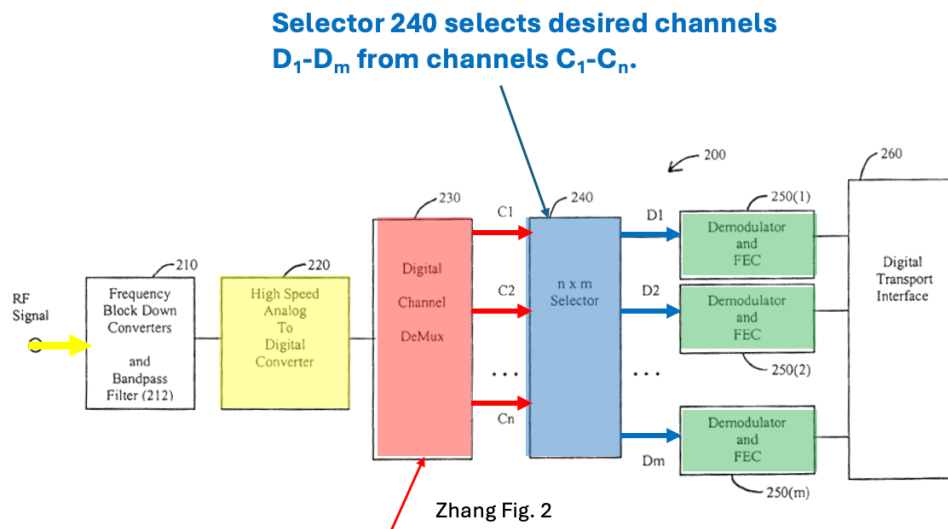 Selector 240 selects desired channels
D1-Dm from channels C1-Cn.
200
260
230
C1
240
D1
250(1)
210
220
Demodulator
and
FEC
RF
Signal
Frequency
Block Down
Converters
and
Bandpass
Filter (212)
High Speed
Analog
To
Digital
Converter
Digital
Channel
DeMux
C2
n x m
Selector
D2
Demodulator
and
FEC
Digital
Transport
Interface
250(2)
...
...
Cn
Dm
Demodulator
and
FEC
250(m)
Zhang Fig. 2